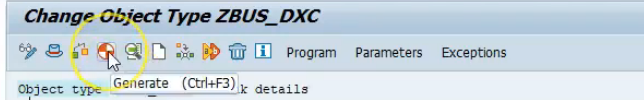 Change Object Type ZBUS_DXC
Program Parameters Exceptions
Generate (Ctrl+F3)
Object type k details